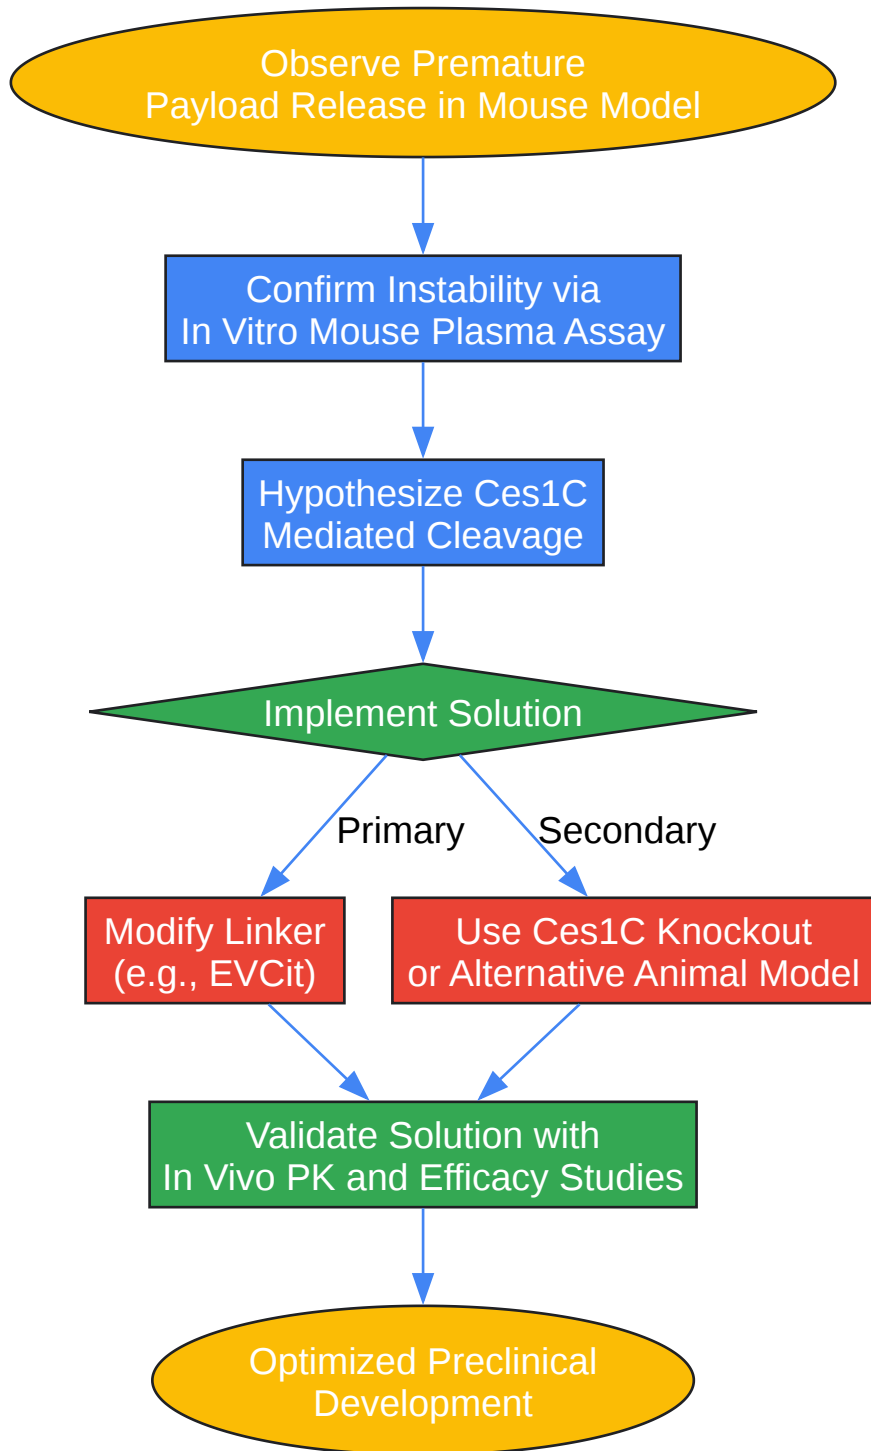 Observe Premature
Payload Release in Mouse Model
Confirm Instability via
In Vitro Mouse Plasma Assay
Hypothesize Ces1C
Mediated Cleavage
Implement Solution
Primary
Secondary
Modify Linker
(e.g., EVCit)
Use Ces1C Knockout
or Alternative Animal Model
Validate Solution with
In Vivo PK and Efficacy Studies
Optimized Preclinical
Development